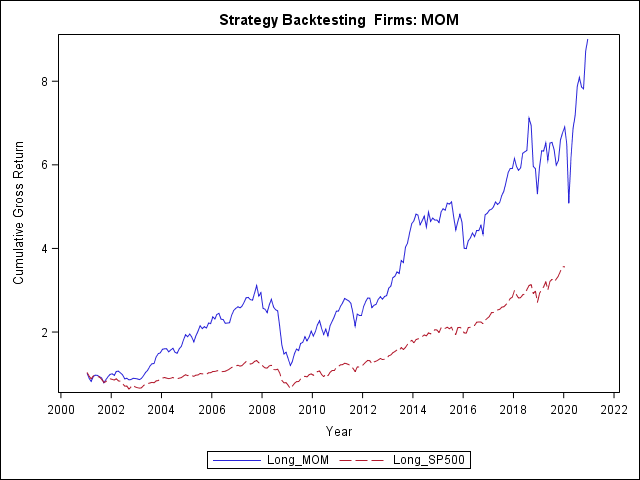 Strategy Backtesting  Firms: MOM
Cumulative Gross Return
8
6
4
2
2000 2002 2004 2006 2008 2010 2012 2014 2016 2018 2020 2022
Year
Long_MOM Long_SP500